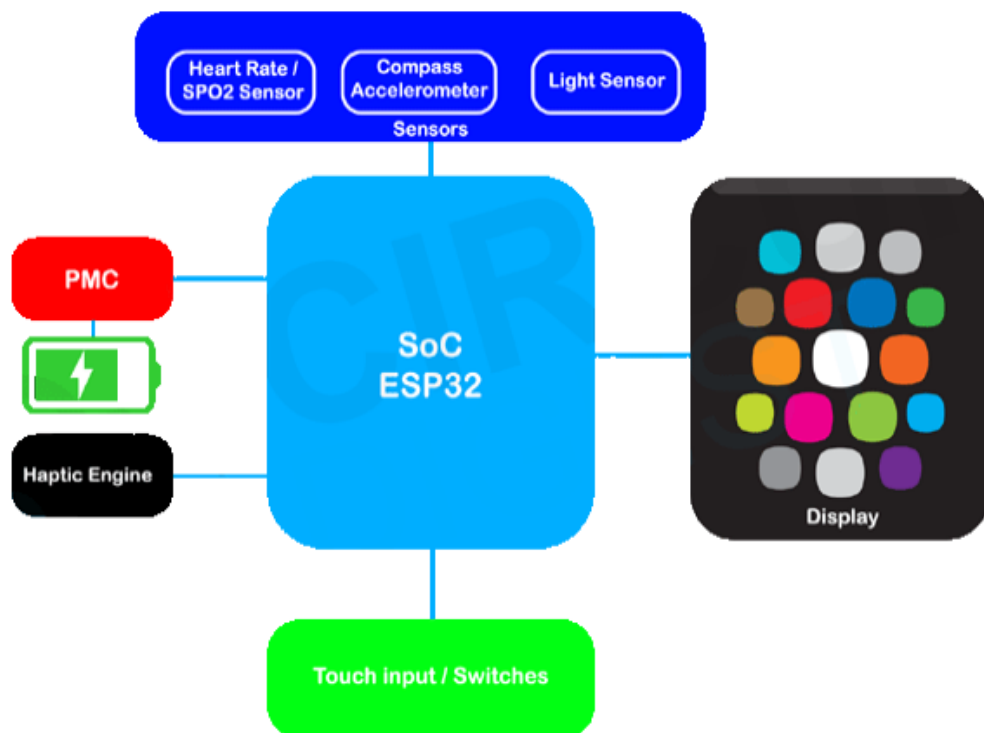 Heart Rate /
SPO2 Sensor
Compass
Accelerometer
Light Sensor
Sensors
PMC
SoC
ESP32
Haptic Engine
Display
Touch input / Switches